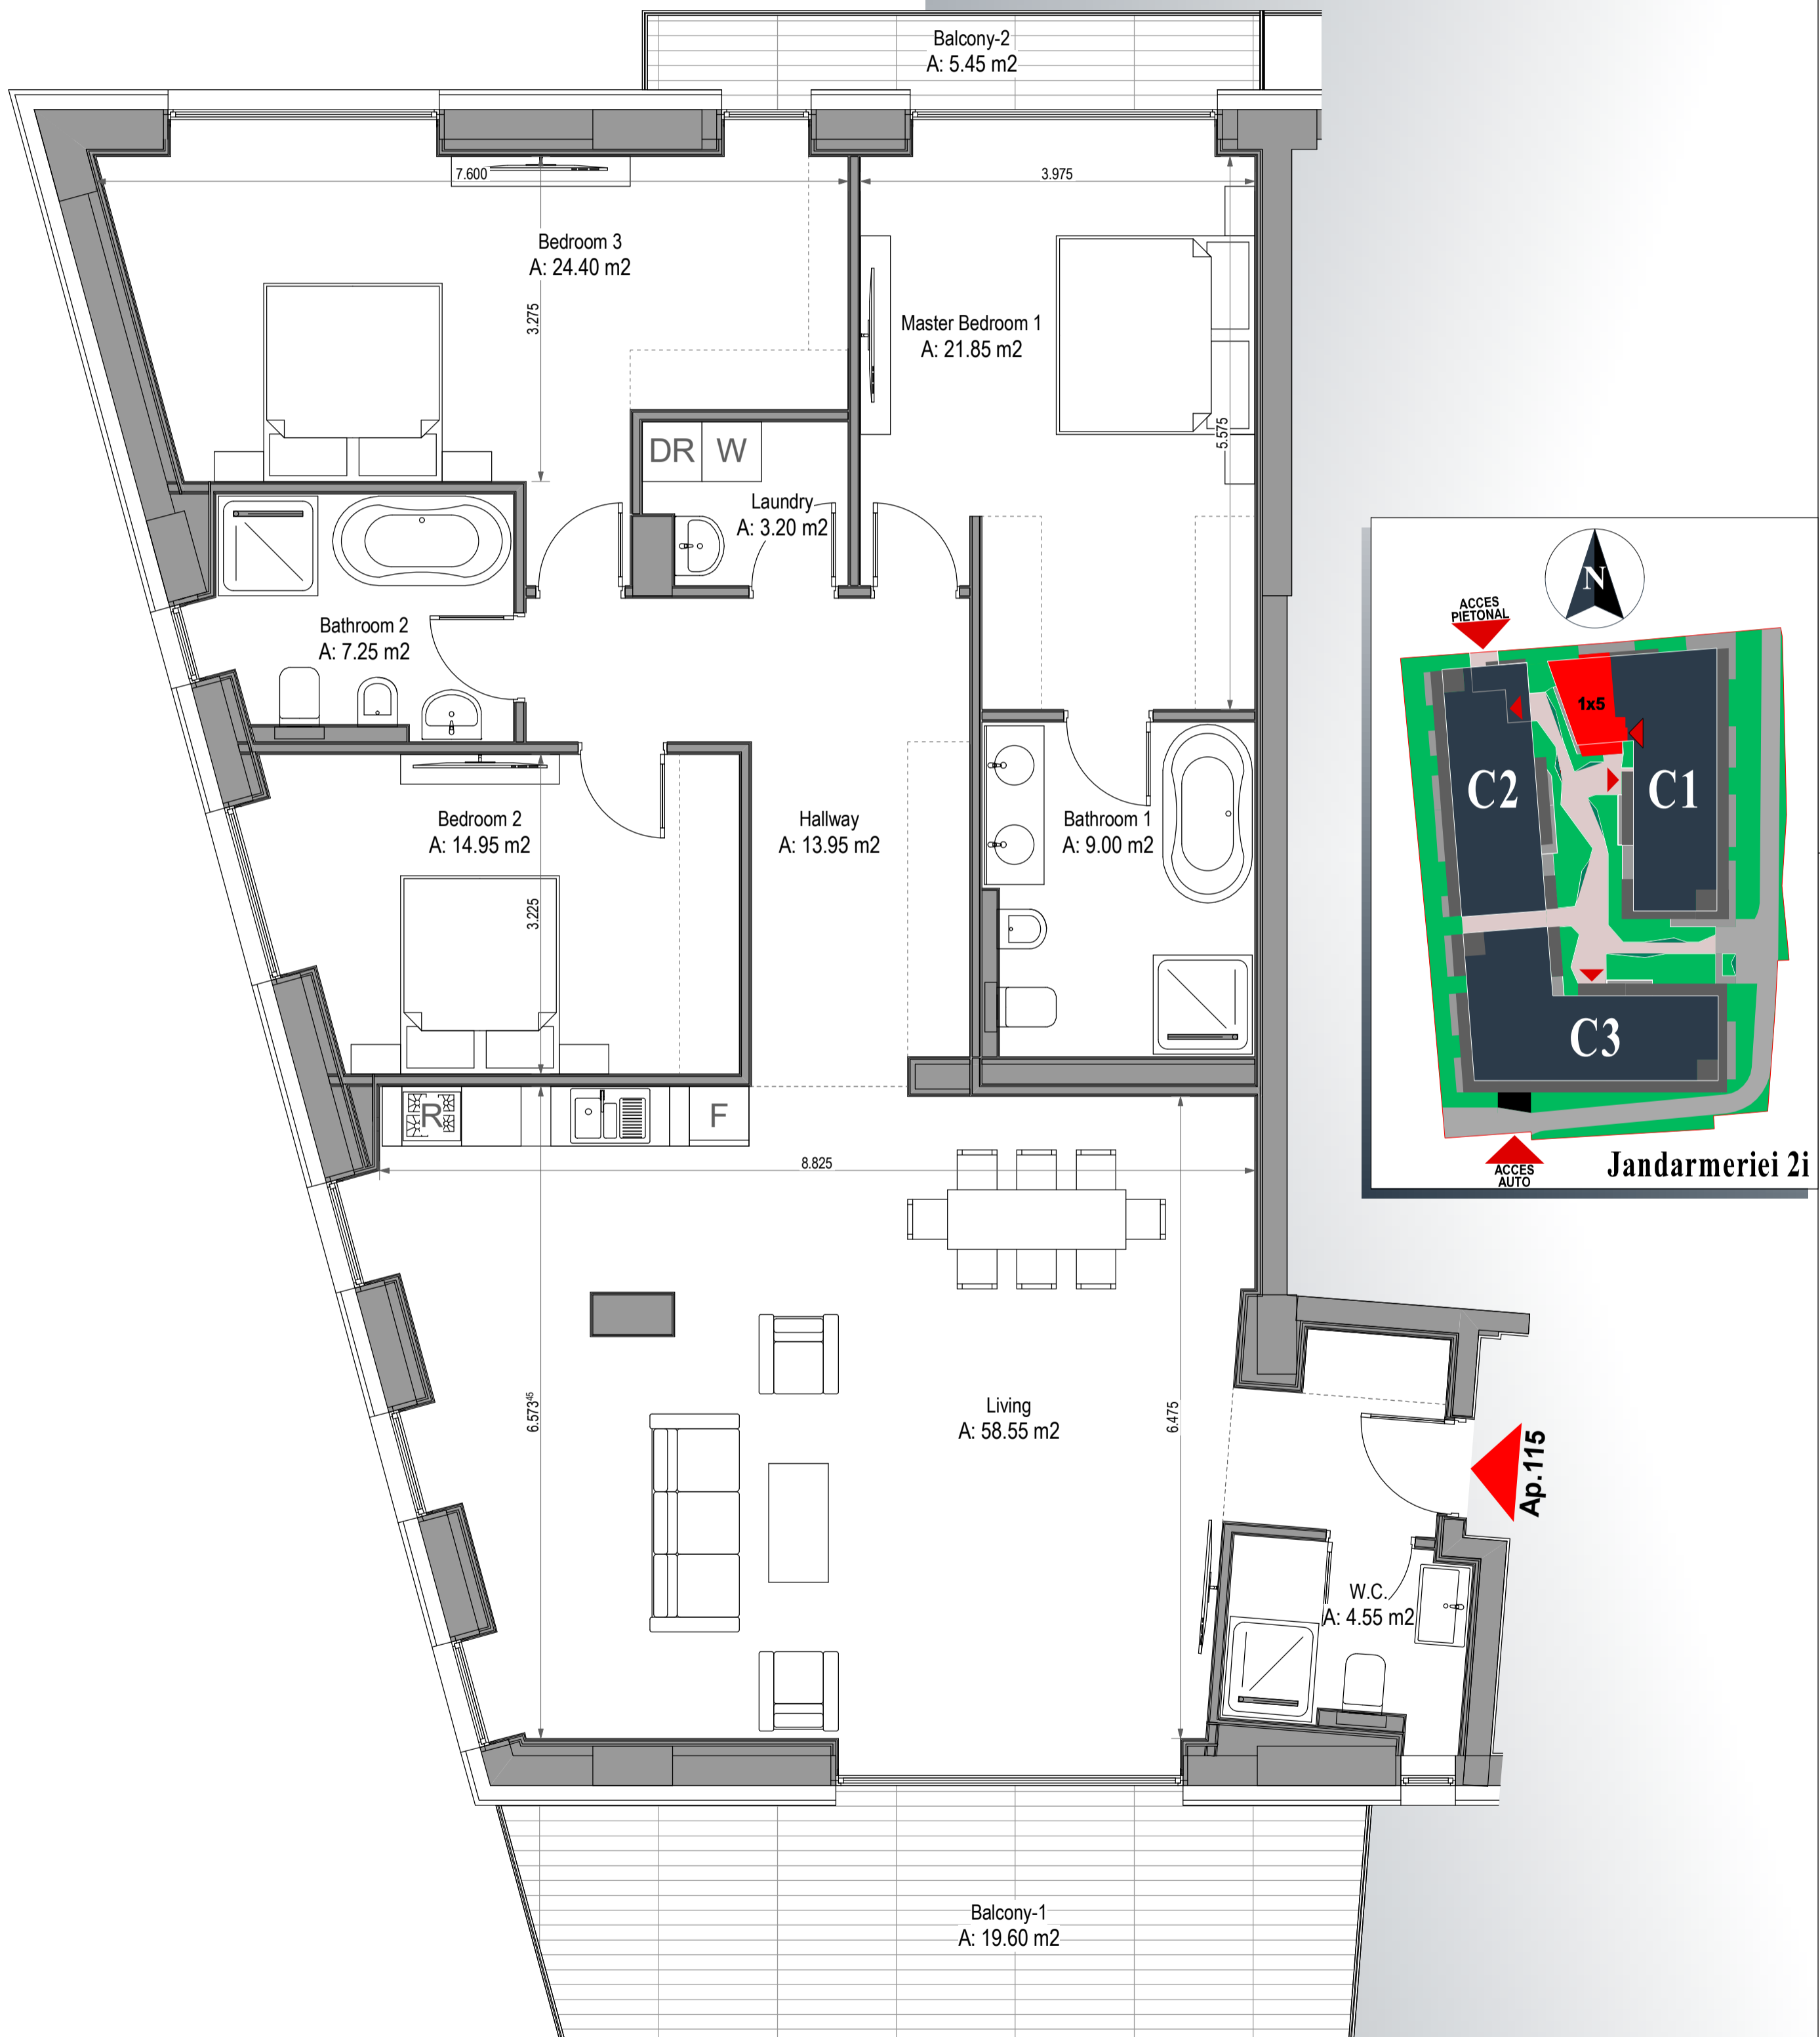 Balcony-2
A: 5.45 m2
7.600
3.975
Bedroom 3
A: 24.40 m2
3.275
Master Bedroom 1
A: 21.85 m2
5.575
DR W
Laundry
A: 3.20 m2
Bathroom 2
A: 7.25 m2
Bedroom 2
A: 14.95 m2
3.225
Hallway
A: 13.95 m2
Bathroom 1
A: 9.00 m2
R
F
8.825
6.573⁴⁵
Living
A: 58.55 m2
6.475
Ap.115
W.C.
A: 4.55 m2
Balcony-1
A: 19.60 m2
N
ACCES
PIETONAL
1x5
C2
C1
C3
ACCES
AUTO
Jandarmeriei 2i